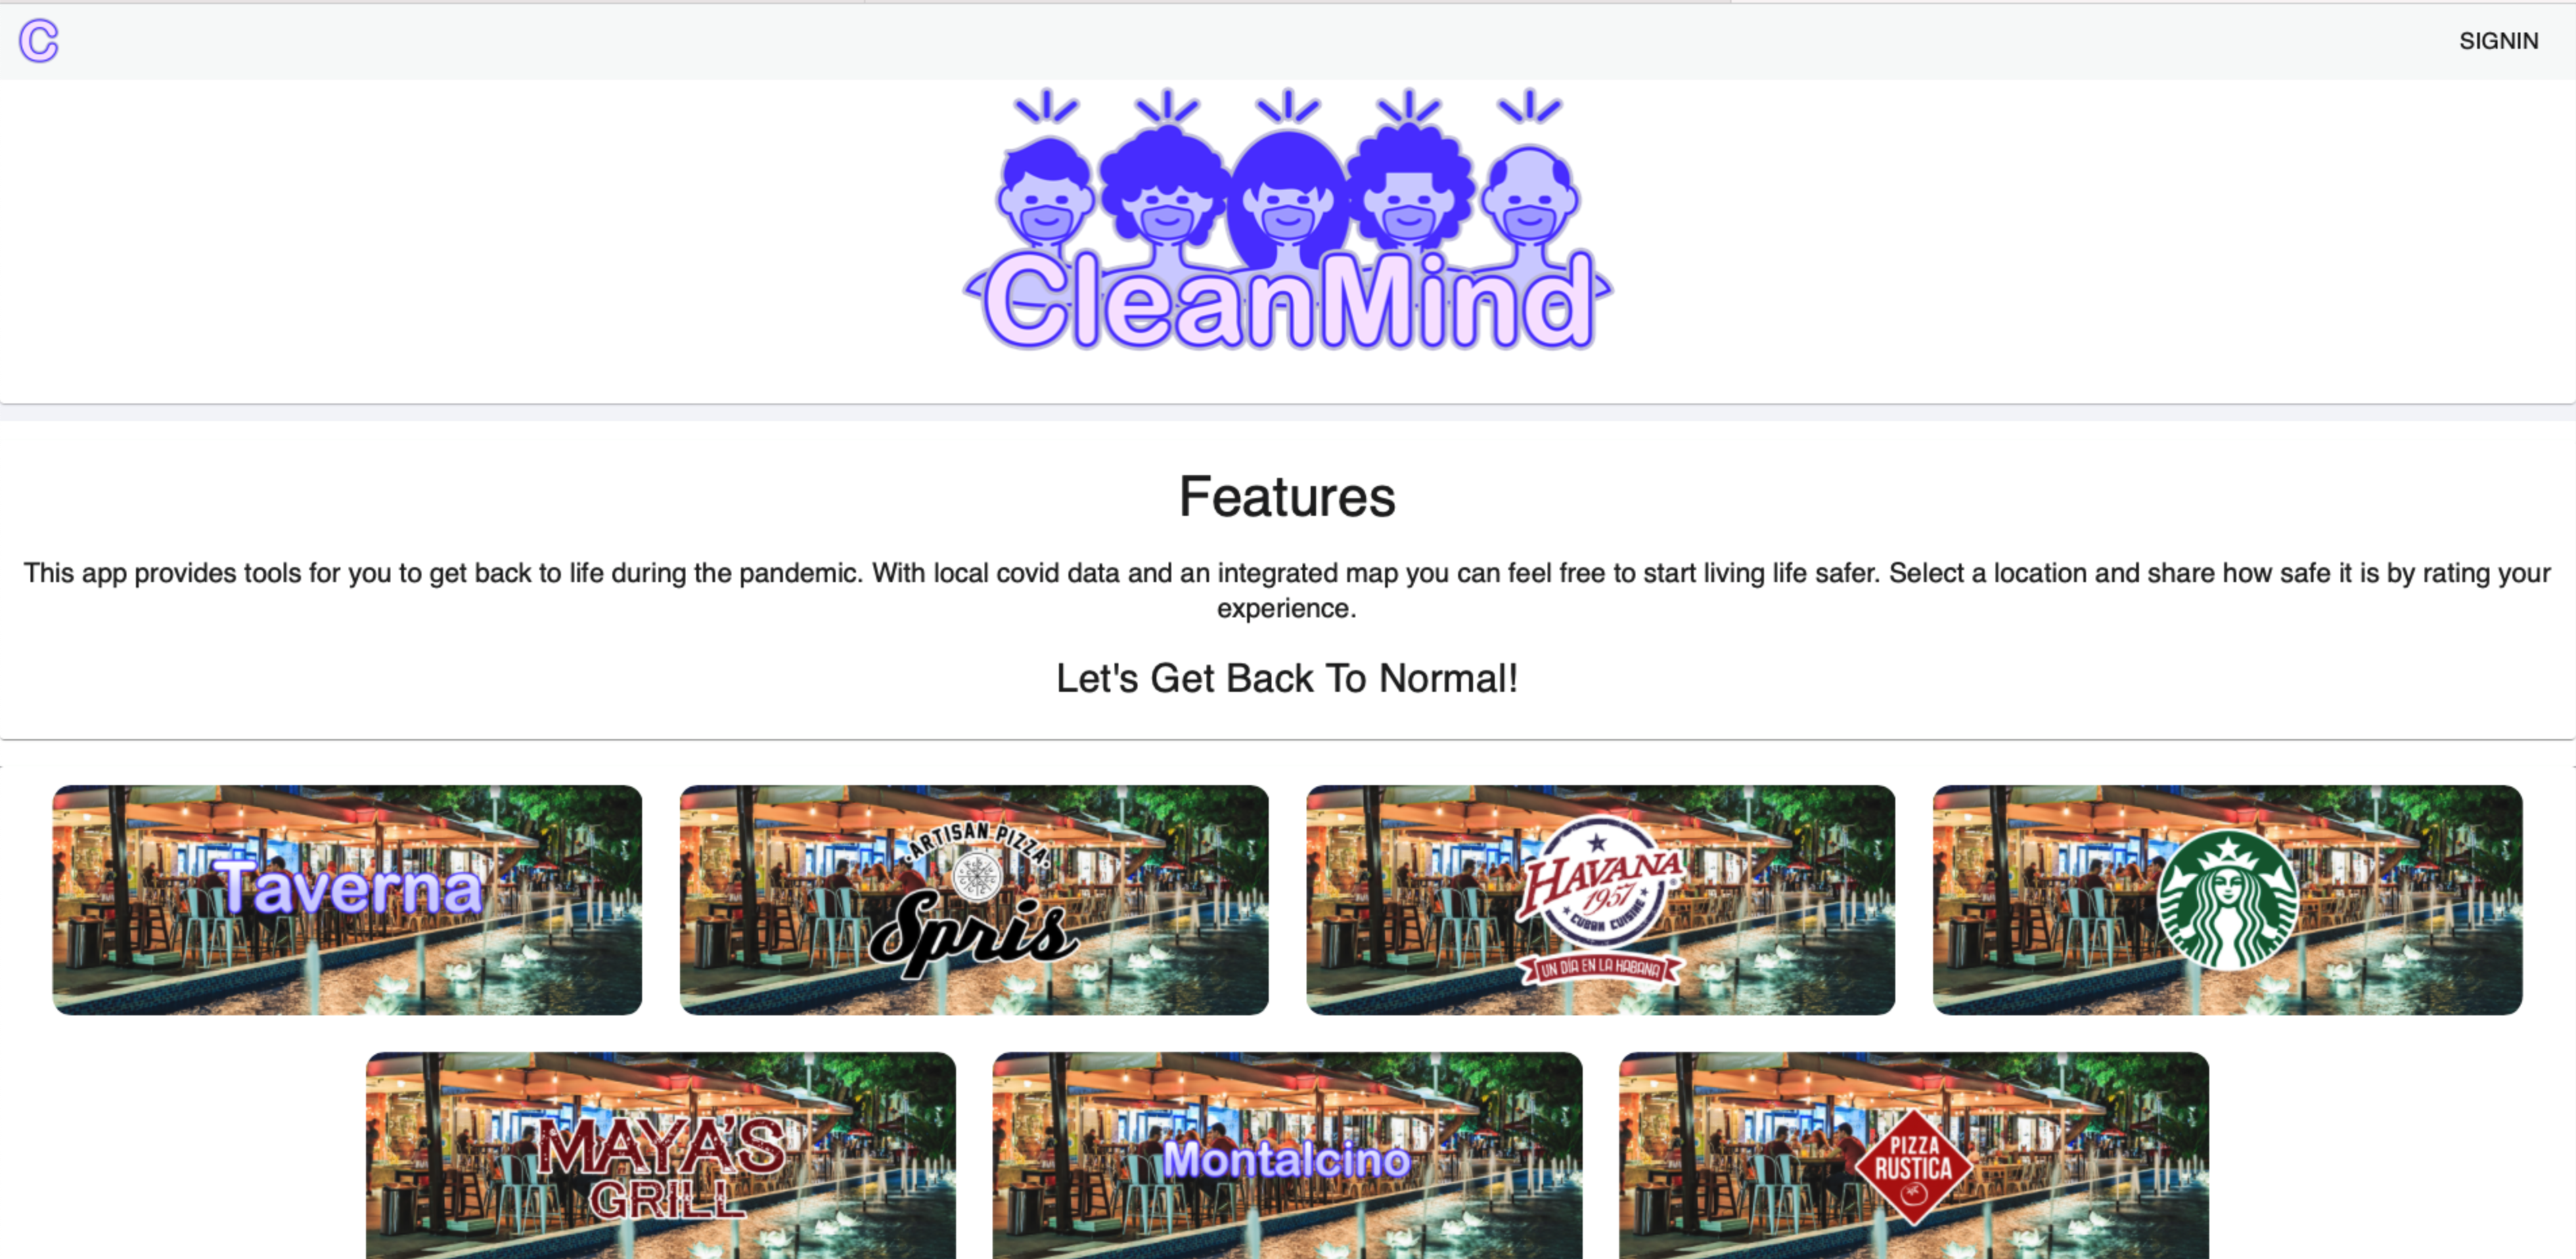 C
SIGNIN
CleanMind
Features
This app provides tools for you to get back to life during the pandemic. With local covid data and an integrated map you can feel free to start living life safer. Select a location and share how safe it is by rating your
experience.
Let's Get Back To Normal!
Taverna
·ARTISAN·PIZZA·
Spris
HAVANA
1957
CUBAN CUISINE
UN DÍA EN LA HABANA
MAYA'S
GRILL
Montalcino
PIZZA
RUSTICA